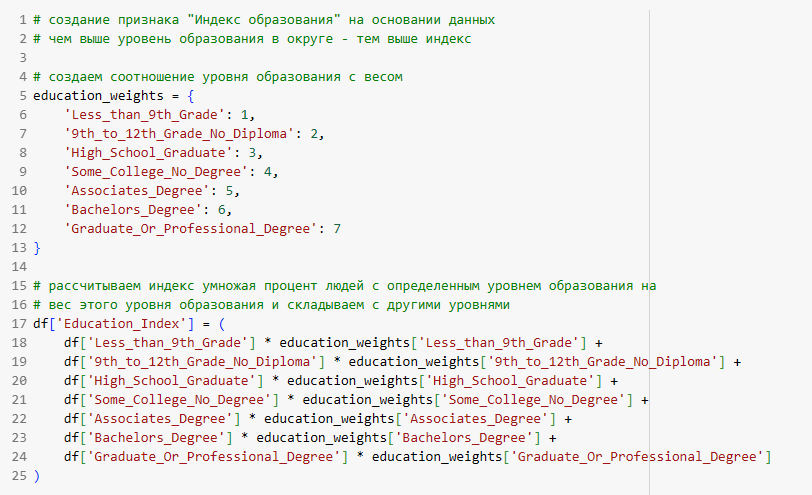 1 # создание признака "Индекс образования" на основании данных
2 # чем выше уровень образования в округе - тем выше индекс
3
4 # создаем соотношение уровня образования с весом
5 education_weights = {
6     'Less_than_9th_Grade': 1,
7     '9th_to_12th_Grade_No_Diploma': 2,
8     'High_School_Graduate': 3,
9     'Some_College_No_Degree': 4,
10     'Associates_Degree': 5,
11     'Bachelors_Degree': 6,
12     'Graduate_Or_Professional_Degree': 7
13 }
14
15 # рассчитываем индекс умножая процент людей с определенным уровнем образования на
16 # вес этого уровня образования и складываем с другими уровнями
17 df['Education_Index'] = (
18     df['Less_than_9th_Grade'] * education_weights['Less_than_9th_Grade'] +
19     df['9th_to_12th_Grade_No_Diploma'] * education_weights['9th_to_12th_Grade_No_Diploma'] +
20     df['High_School_Graduate'] * education_weights['High_School_Graduate'] +
21     df['Some_College_No_Degree'] * education_weights['Some_College_No_Degree'] +
22     df['Associates_Degree'] * education_weights['Associates_Degree'] +
23     df['Bachelors_Degree'] * education_weights['Bachelors_Degree'] +
24     df['Graduate_Or_Professional_Degree'] * education_weights['Graduate_Or_Professional_Degree']
25 )